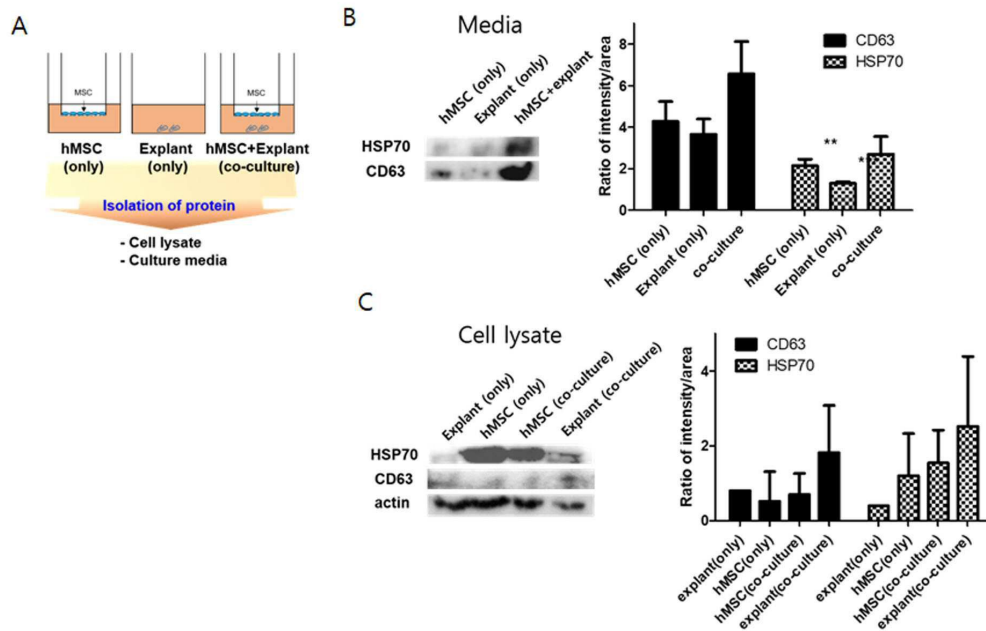 A
MSC
MSC
hMSC
(only)
Explant
(only)
hMSC+Explant
(co-culture)
Isolation of protein
- Cell lysate
- Culture media
B
Media
hMSC (only)
Explant (only)
hMSC+explant
HSP70
CD63
Ratio of intensity/area
8
6
4
2
0
CD63
HSP70
**
*
hMSC (only)
Explant (only)
co-culture
hMSC (only)
Explant (only)
co-culture
C
Cell lysate
Explant (only)
hMSC (only)
hMSC (co-culture)
Explant (co-culture)
HSP70
CD63
actin
Ratio of intensity/area
4
2
0
CD63
HSP70
explant(only)
hMSC(only)
hMSC(co-culture)
explant(co-culture)
explant(only)
hMSC(only)
hMSC(co-culture)
explant(co-culture)